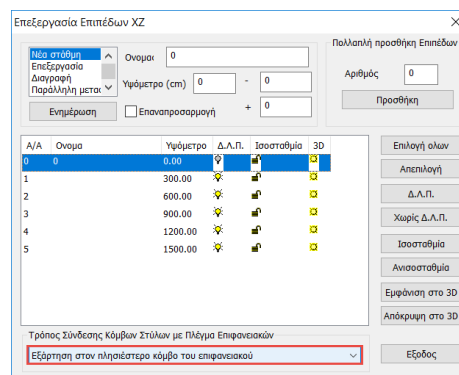 Επεξεργασία Επιπέδων XZ
Νέα στάθμη
Επεξεργασία
Διαγραφή
Παράλληλη μετας
Ενημέρωση
Ονομα
0
Υψόμετρο (cm)
0
-
0
Επαναπροσαρμογή
+
0
Πολλαπλή προσθήκη Επιπέδων
Αριθμός
0
Προσθήκη
Α/Α Ονομα Υψόμετρο Δ.Λ.Π. Ισοσταθμία 3D
0 0 0.00
1 300.00
2 600.00
3 900.00
4 1200.00
5 1500.00
Επιλογή ολων
Απεπιλογή
Δ.Λ.Π.
Χωρίς Δ.Λ.Π.
Ισοσταθμία
Ανισοσταθμία
Εμφάνιση στο 3D
Απόκρυψη στο 3D
Τρόπος Σύνδεσης Κόμβων Στύλων με Πλέγμα Επιφανειακών
Εξάρτηση στον πλησιέστερο κόμβο του επιφανειακού
Εξοδος